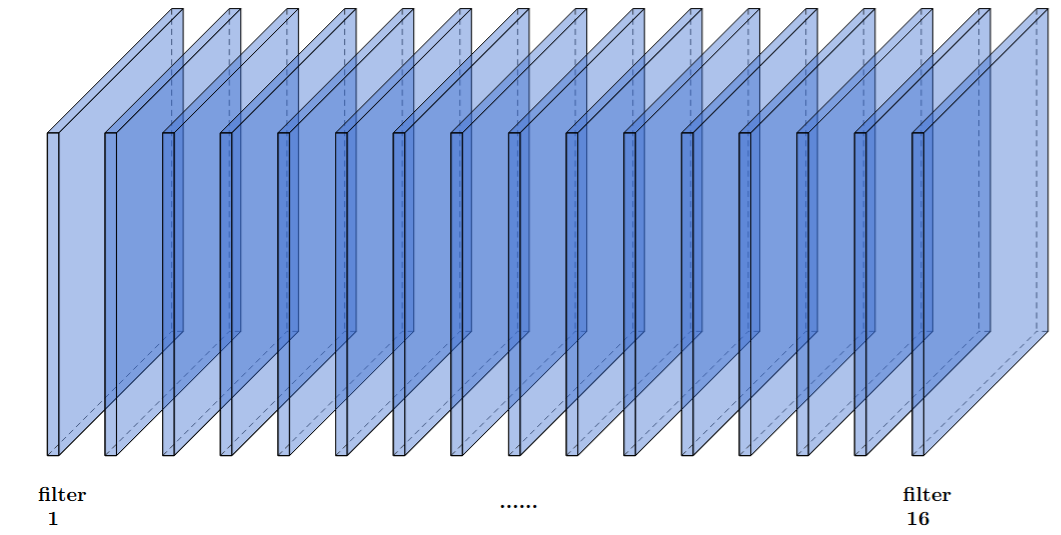 filter
1
......
filter
16